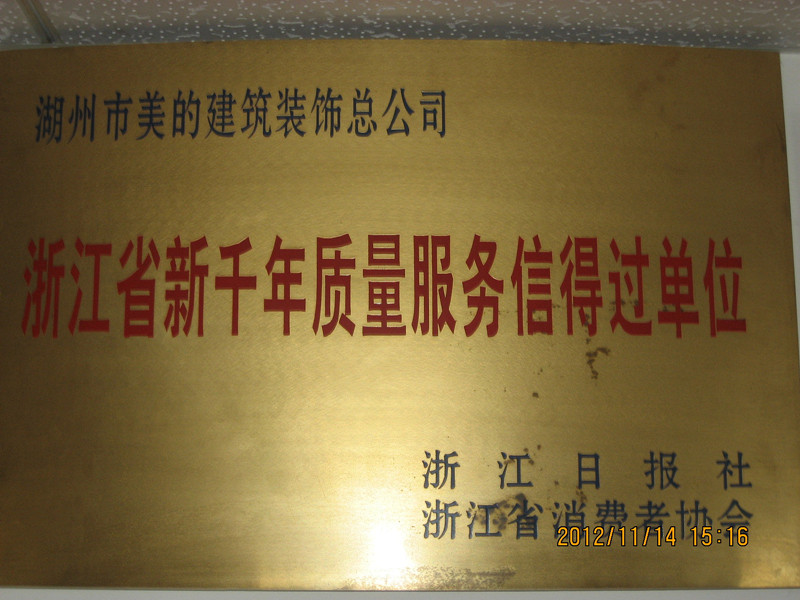 湖州市美的建筑装饰总公司
浙江省新千年质量服务信得过单位
浙江日报社
浙江省消费者协会
2012/11/14 15:16